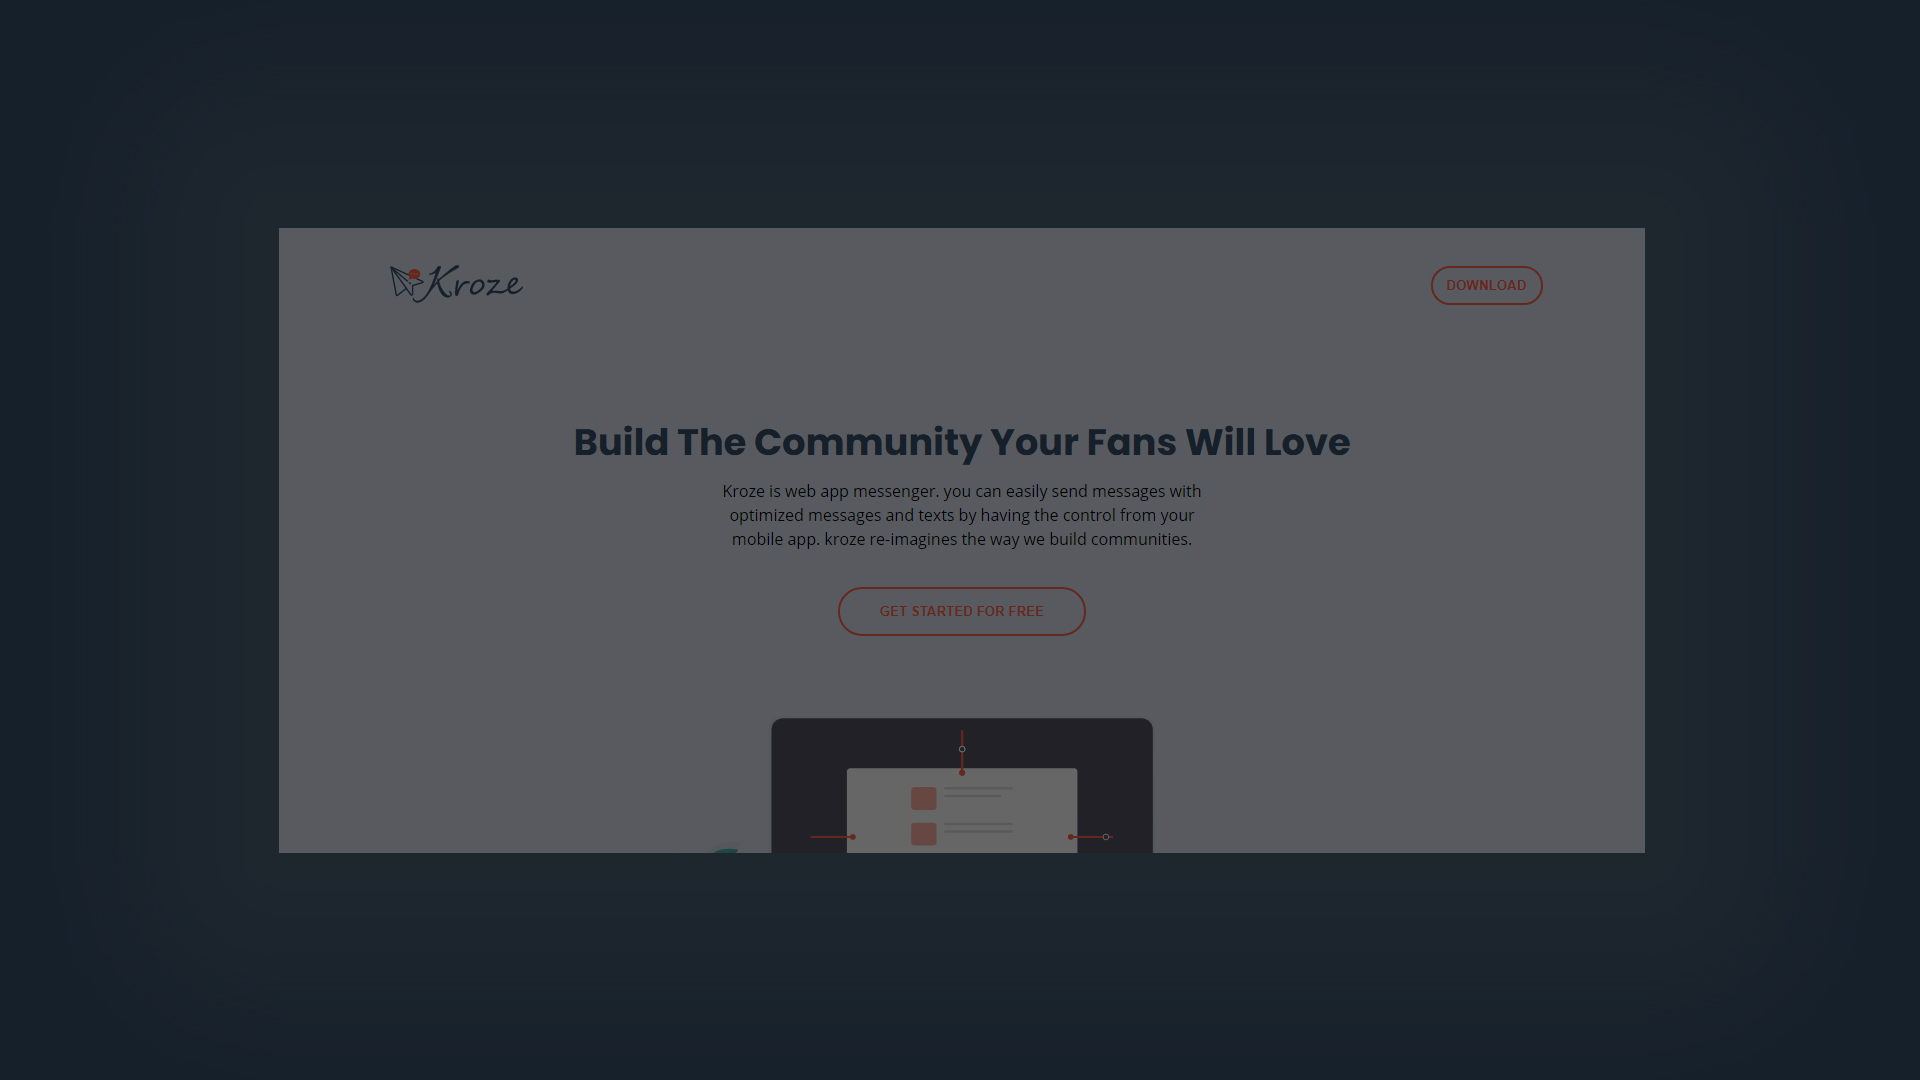 Kroze
DOWNLOAD
Build The Community Your Fans Will Love
Kroze is web app messenger. you can easily send messages with
optimized messages and texts by having the control from your
mobile app. kroze re-imagines the way we build communities.
GET STARTED FOR FREE